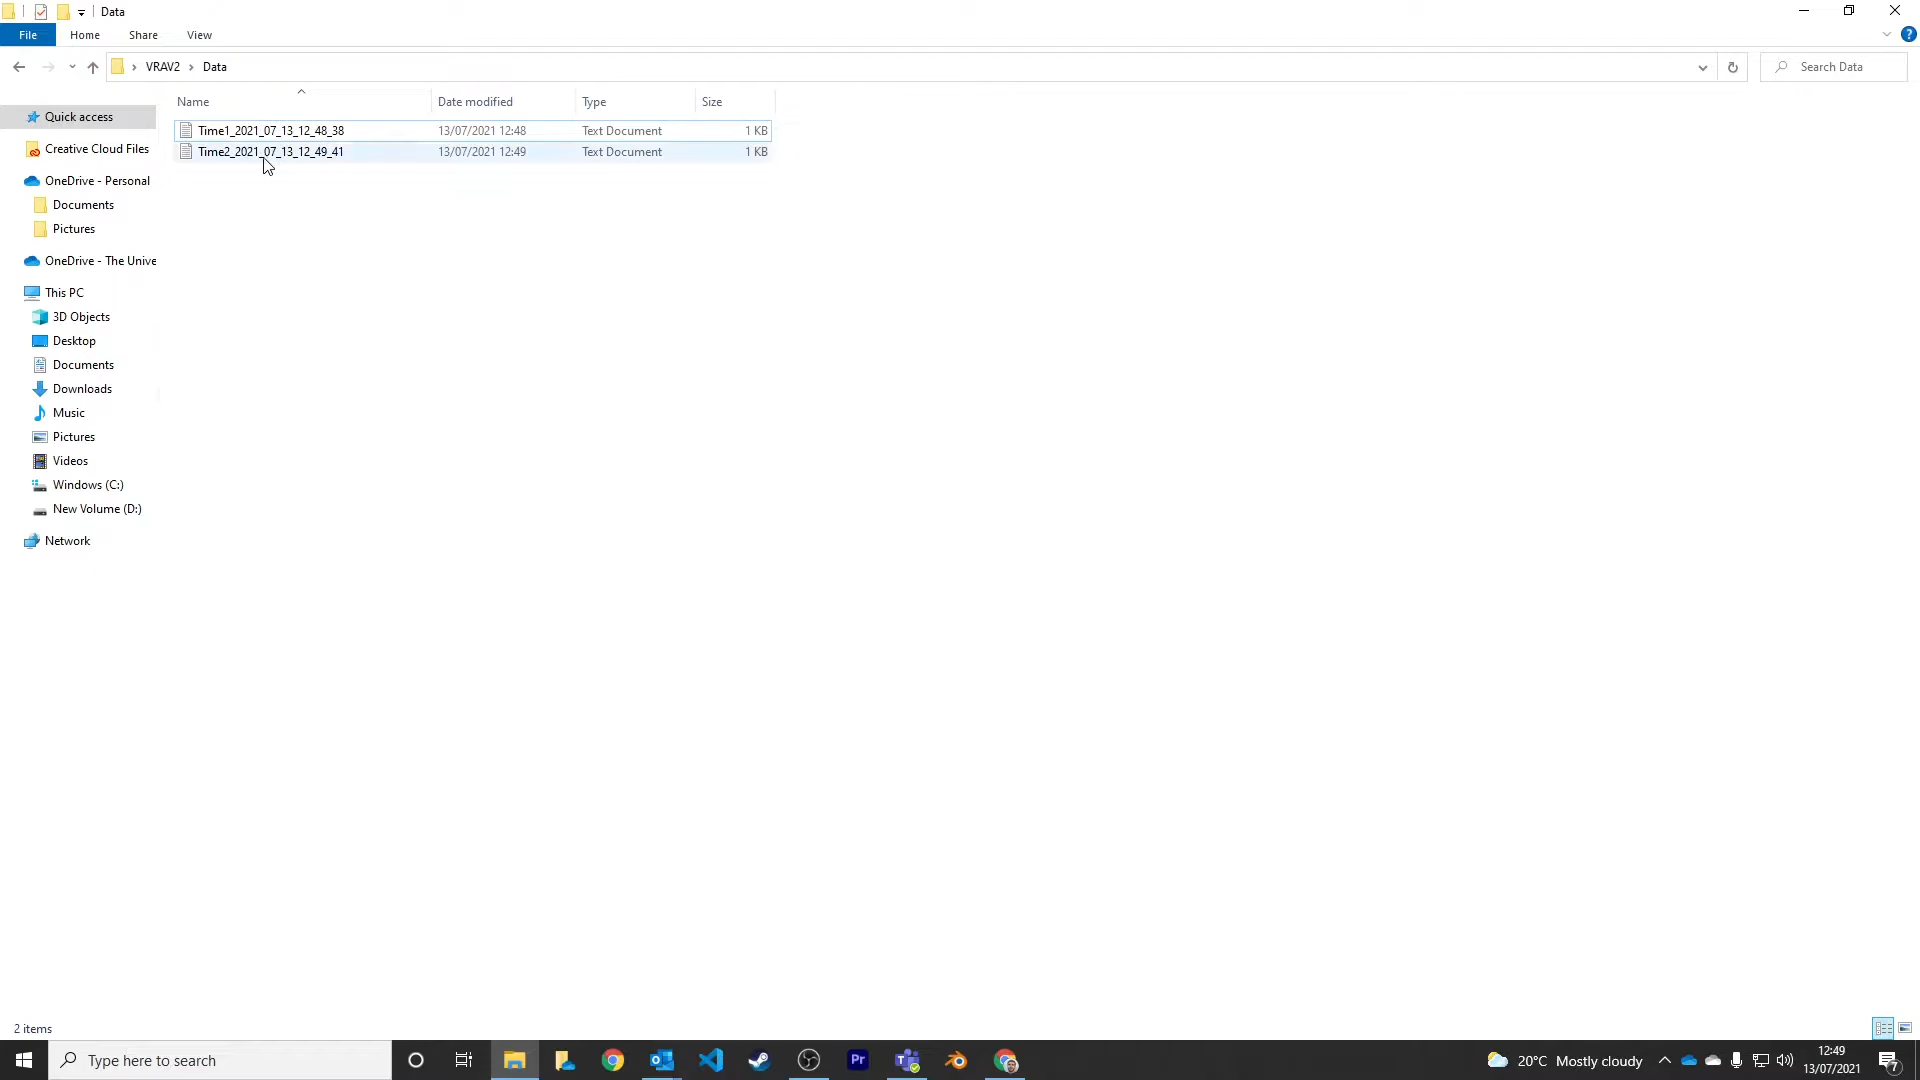 Data
File Home Share View
VRAV2 Data Search Data
Name Date modified Type Size
Time1_2021_07_13_12_48_38 13/07/2021 12:48 Text Document 1 KB
Time2_2021_07_13_12_49_41 13/07/2021 12:49 Text Document 1 KB
Quick access
Creative Cloud Files
OneDrive - Personal
Documents
Pictures
OneDrive - The Unive
This PC
3D Objects
Desktop
Documents
Downloads
Music
Pictures
Videos
Windows (C:)
New Volume (D:)
Network
2 items
Type here to search Pr 20°C Mostly cloudy 12:49
13/07/2021 7